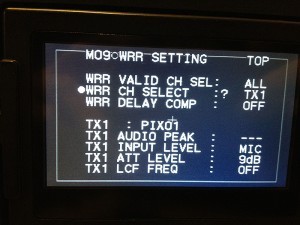 M09○WRR SETTING TOP
WRR VALID CH SEL: ALL
●WRR CH SELECT :? TX1
WRR DELAY COMP : OFF
TX1 : PIX01
TX1 AUDIO PEAK : ---
TX1 INPUT LEVEL : MIC
TX1 ATT LEVEL : 9dB
TX1 LCF FREQ : OFF